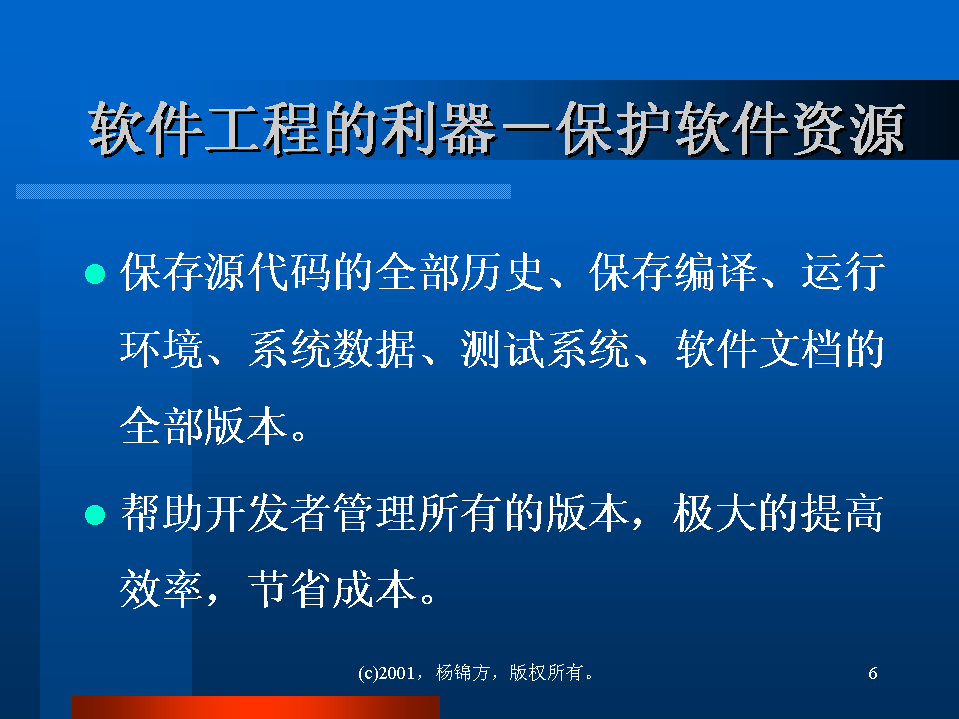 软件工程的利器－保护软件资源
保存源代码的全部历史、保存编译、运行
环境、系统数据、测试系统、软件文档的
全部版本。
帮助开发者管理所有的版本，极大的提高
效率，节省成本。
(c)2001，杨锦方，版权所有。
6